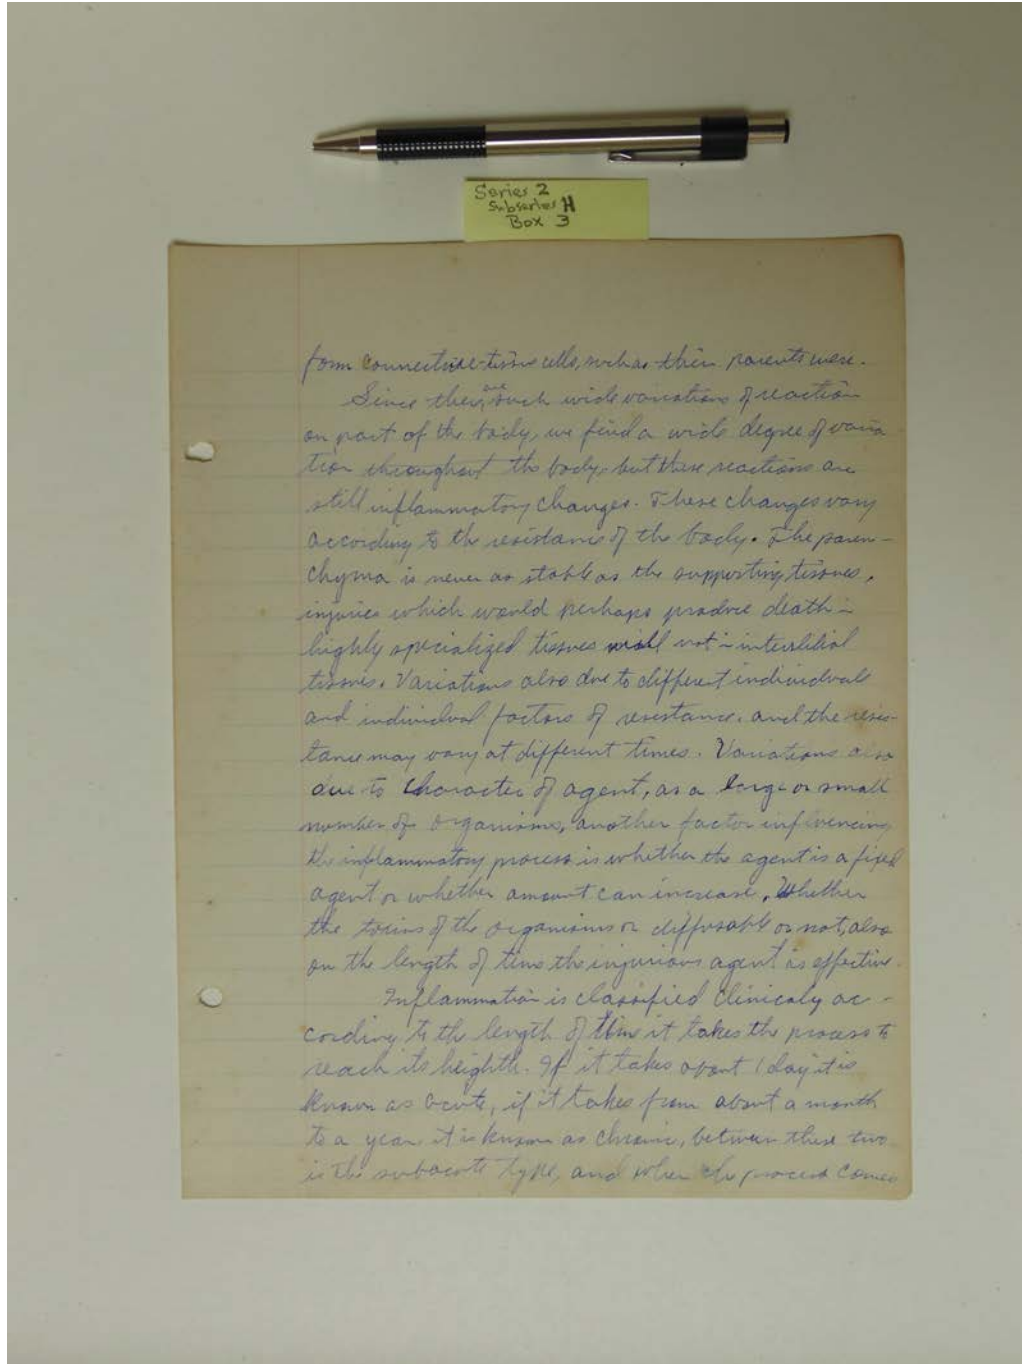 Series 2
Subseries H
Box 3
form connective-tissue cells, such as their parents were.
Since there are such wide variations of reaction
on part of the body, we find a wide degree of varia
tion throughout the body, but these reactions are
still inflammatory changes. These changes vary
according to the resistance of the body. The paren-
chyma is never as stable as the supporting tissues,
injuries which would perhaps produce death in
highly specialized tissues will not in interstitial
tissues. Variations also due to different individuals
and individual factors of resistance, and the resis-
tance may vary at different times. Variations also
due to character of agent, as a large or small
number of organisms, another factor influencing
the inflammatory process is whether the agent is a fixed
agent or whether amount can increase. Whether
the toxins of the organisms or diffusable or not, also
on the length of time the injurious agent is effective.
Inflammation is classified clinicaly ac-
cording to the length of time it takes the process to
reach its heighth. If it takes about 1 day it is
known as acute, if it takes from about a month
to a year it is known as chronic, between these two
is the subacute type, and when the process comes